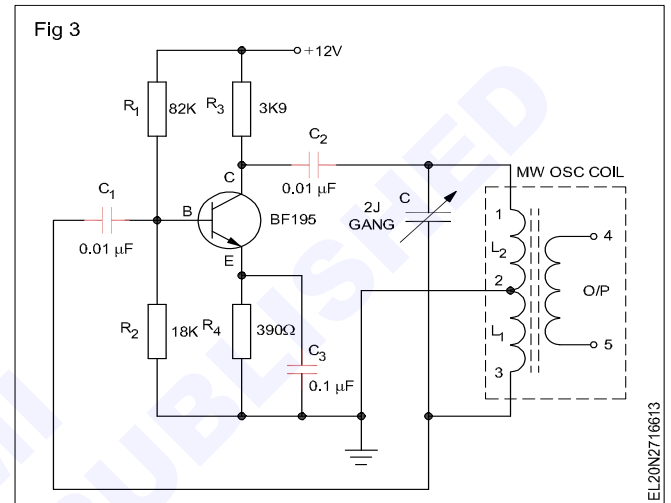 Fig 3
+12V
R1 82K
R3 3K9
C2
0.01 μF
C1
0.01 μF
C
B
E
BF195
2J
GANG
C
MW OSC COIL
1
L2
2
L1
3
4
O/P
5
R2 18K
R4 390Ω
C3
0.1 μF
EL20N2716613
PUBLISHED